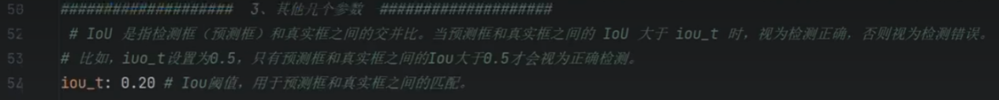 50 #################### 3、其他几个参数 ####################
52 # IoU 是指检测框（预测框）和真实框之间的交并比。当预测框和真实框之间的 IoU 大于 iou_t 时，视为检测正确，否则视为检测错误。
53 # 比如，iuo_t设置为0.5，只有预测框和真实框之间的Iou大于0.5才会视为正确检测。
54 iou_t: 0.20 # Iou阈值，用于预测框和真实框之间的匹配。